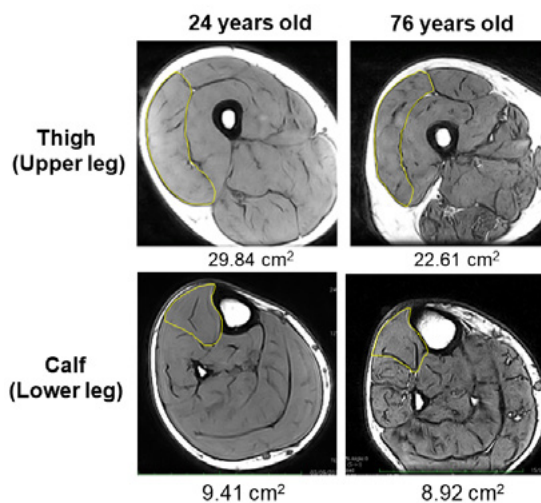 24 years old
76 years old
Thigh
(Upper leg)
29.84 cm²
22.61 cm²
Calf
(Lower leg)
9.41 cm²
8.92 cm²